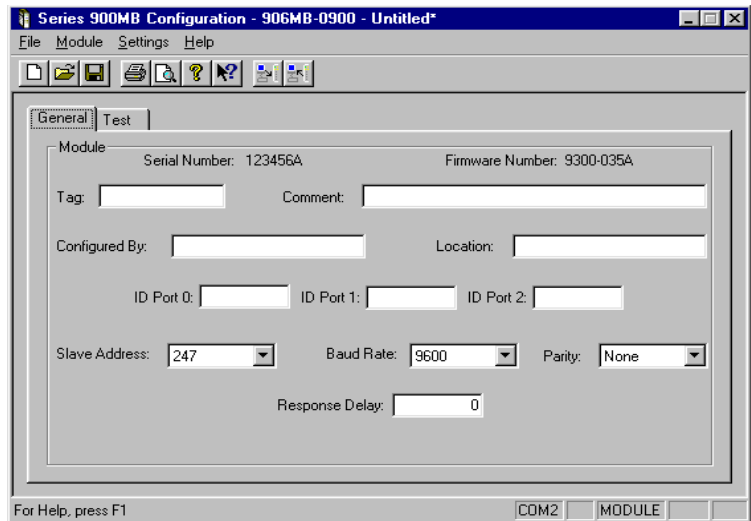 Series 900MB Configuration - 906MB-0900 - Untitled*
File Module Settings Help
General Test
Module
Serial Number: 123456A Firmware Number: 9300-035A
Tag: Comment:
Configured By: Location:
ID Port 0: ID Port 1: ID Port 2:
Slave Address: 247 Baud Rate: 9600 Parity: None
Response Delay: 0
For Help, press F1 COM2 MODULE